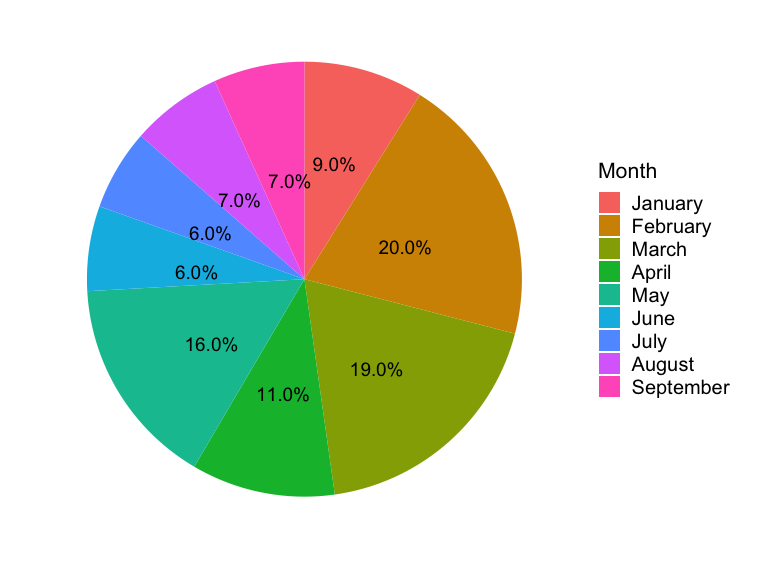 9.0%
20.0%
19.0%
11.0%
16.0%
6.0%
6.0%
7.0%
7.0%
Month
January
February
March
April
May
June
July
August
September